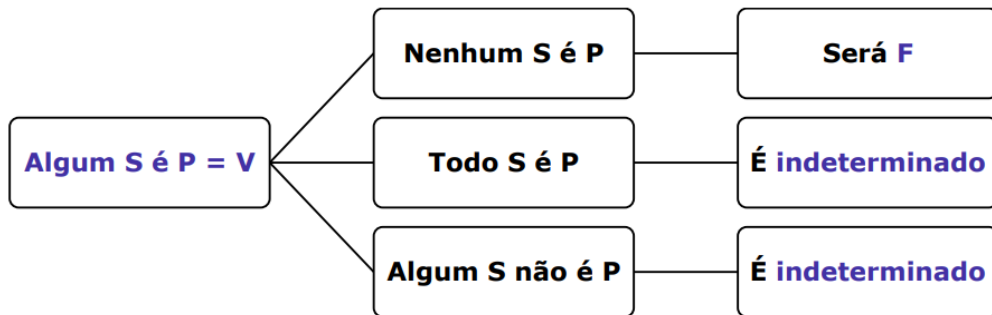 Nenhum S é P
Será F
Algum S é P = V
Todo S é P
É indeterminado
Algum S não é P
É indeterminado